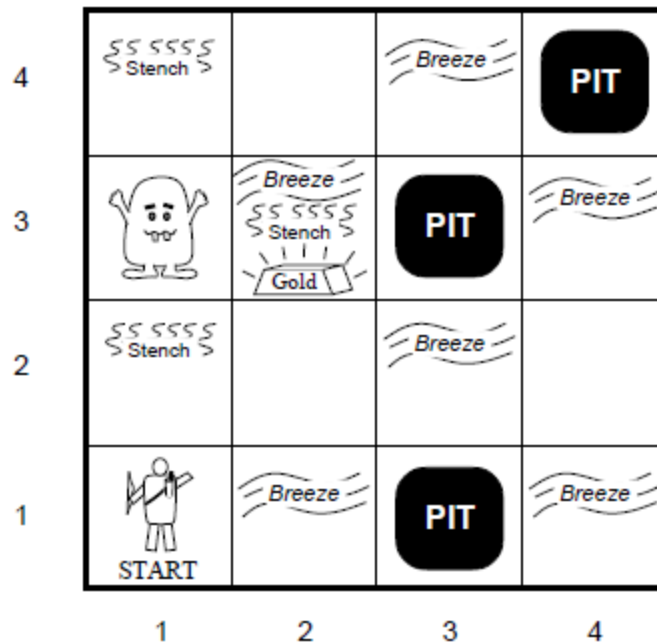 4
Stench
Breeze
PIT
3
Breeze
Stench
Gold
PIT
Breeze
2
Stench
Breeze
1
START
Breeze
PIT
Breeze
1 2 3 4